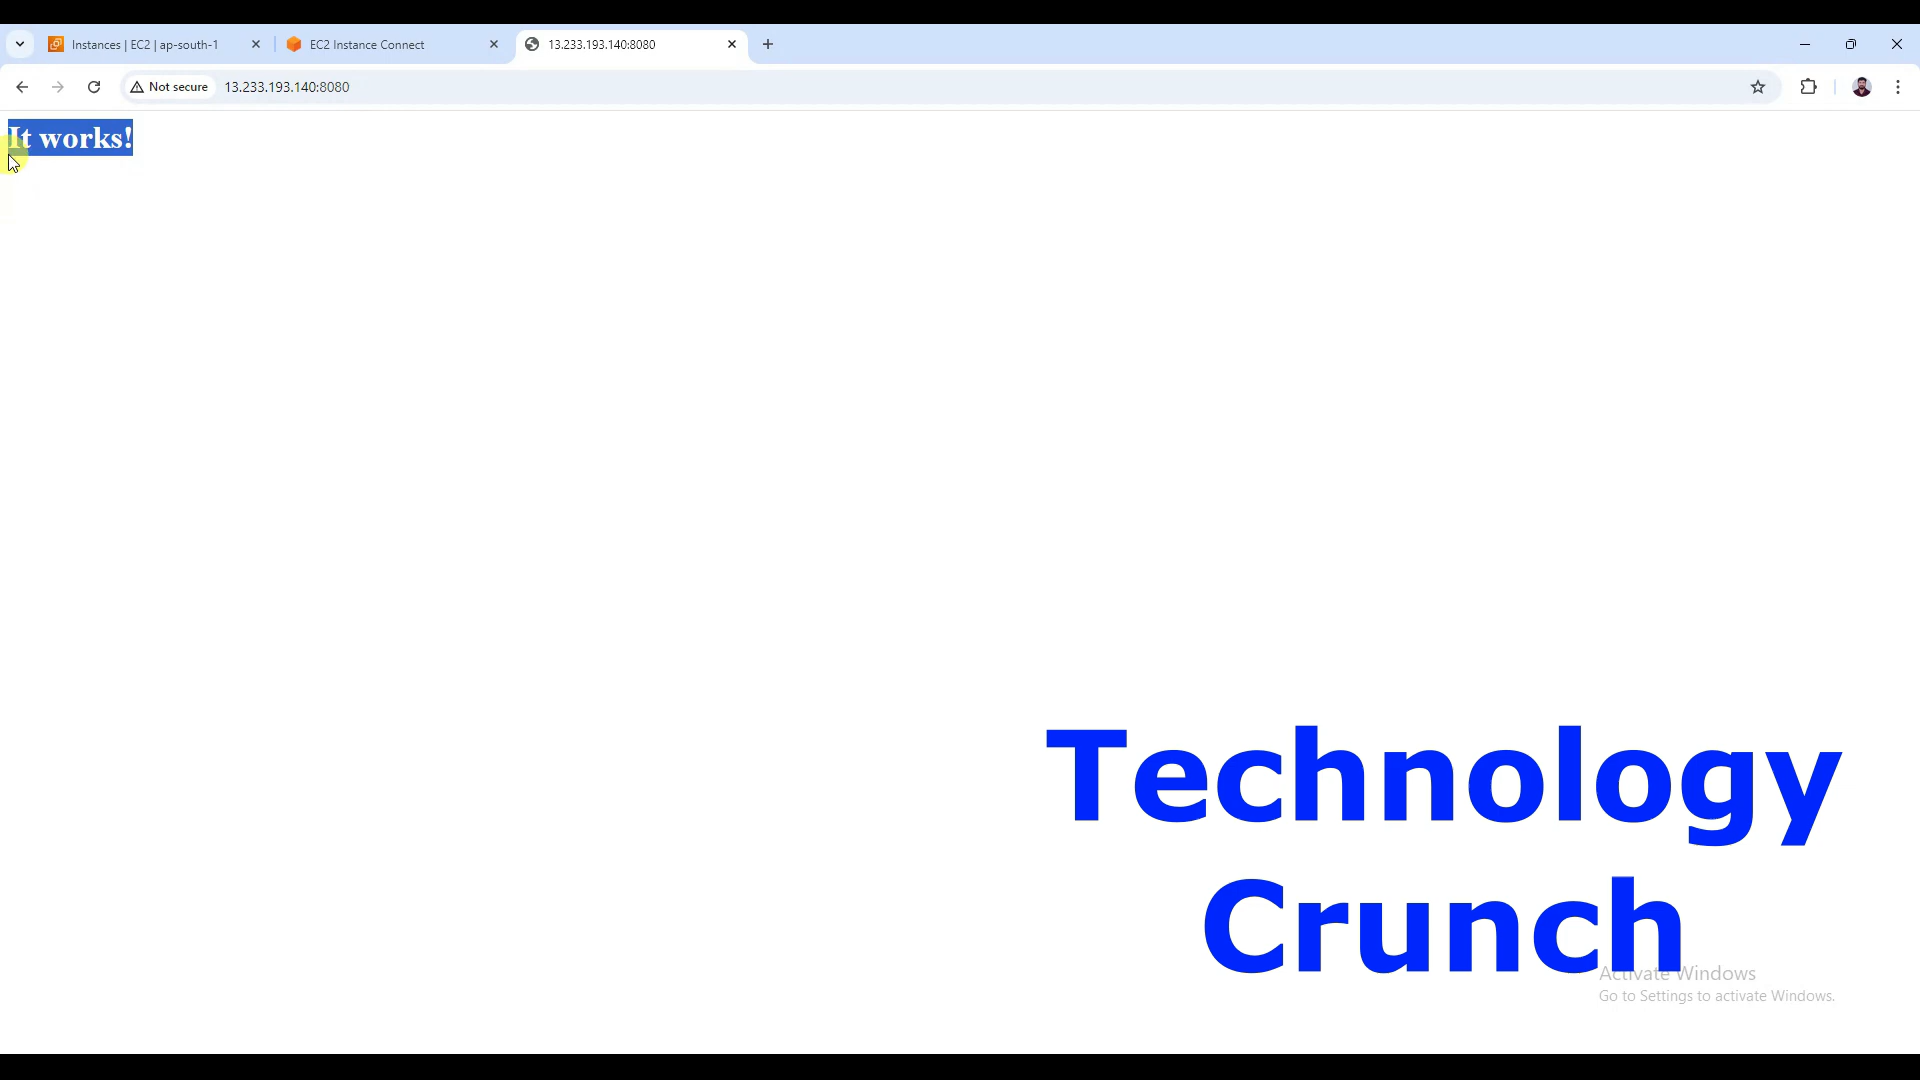 Instances | EC2 | ap-south-1
EC2 Instance Connect
13.233.193.140:8080
Not secure
13.233.193.140:8080
It works!
Technology
Crunch
Activate Windows
Go to Settings to activate Windows.